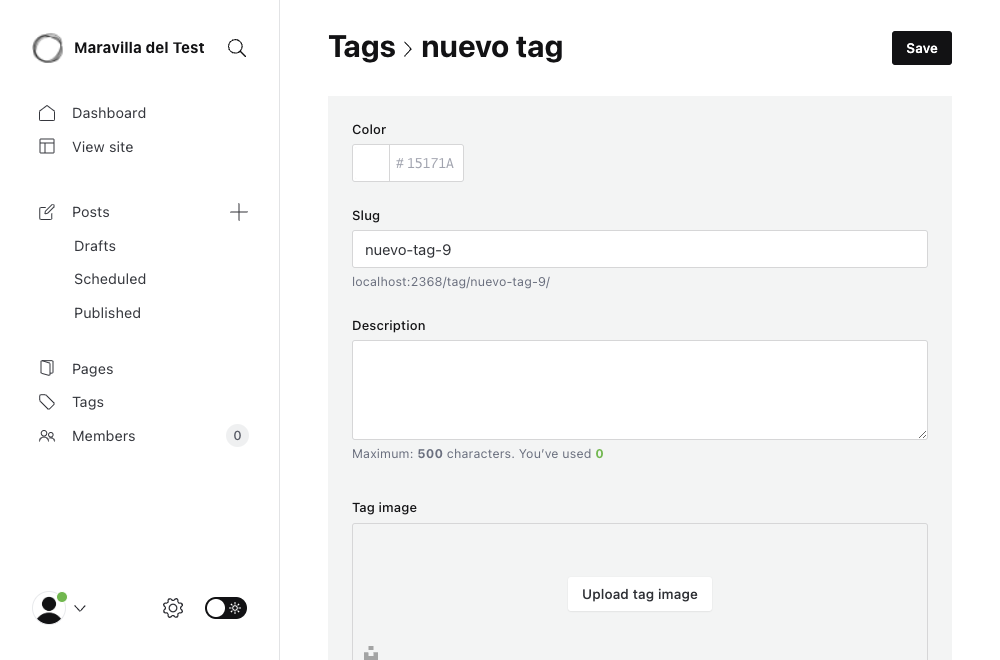 Maravilla del Test
Dashboard
View site
Posts
Drafts
Scheduled
Published
Pages
Tags
Members
0
Tags > nuevo tag
Save
Color
# 15171A
Slug
nuevo-tag-9
localhost:2368/tag/nuevo-tag-9/
Description
Maximum: 500 characters. You’ve used 0
Tag image
Upload tag image